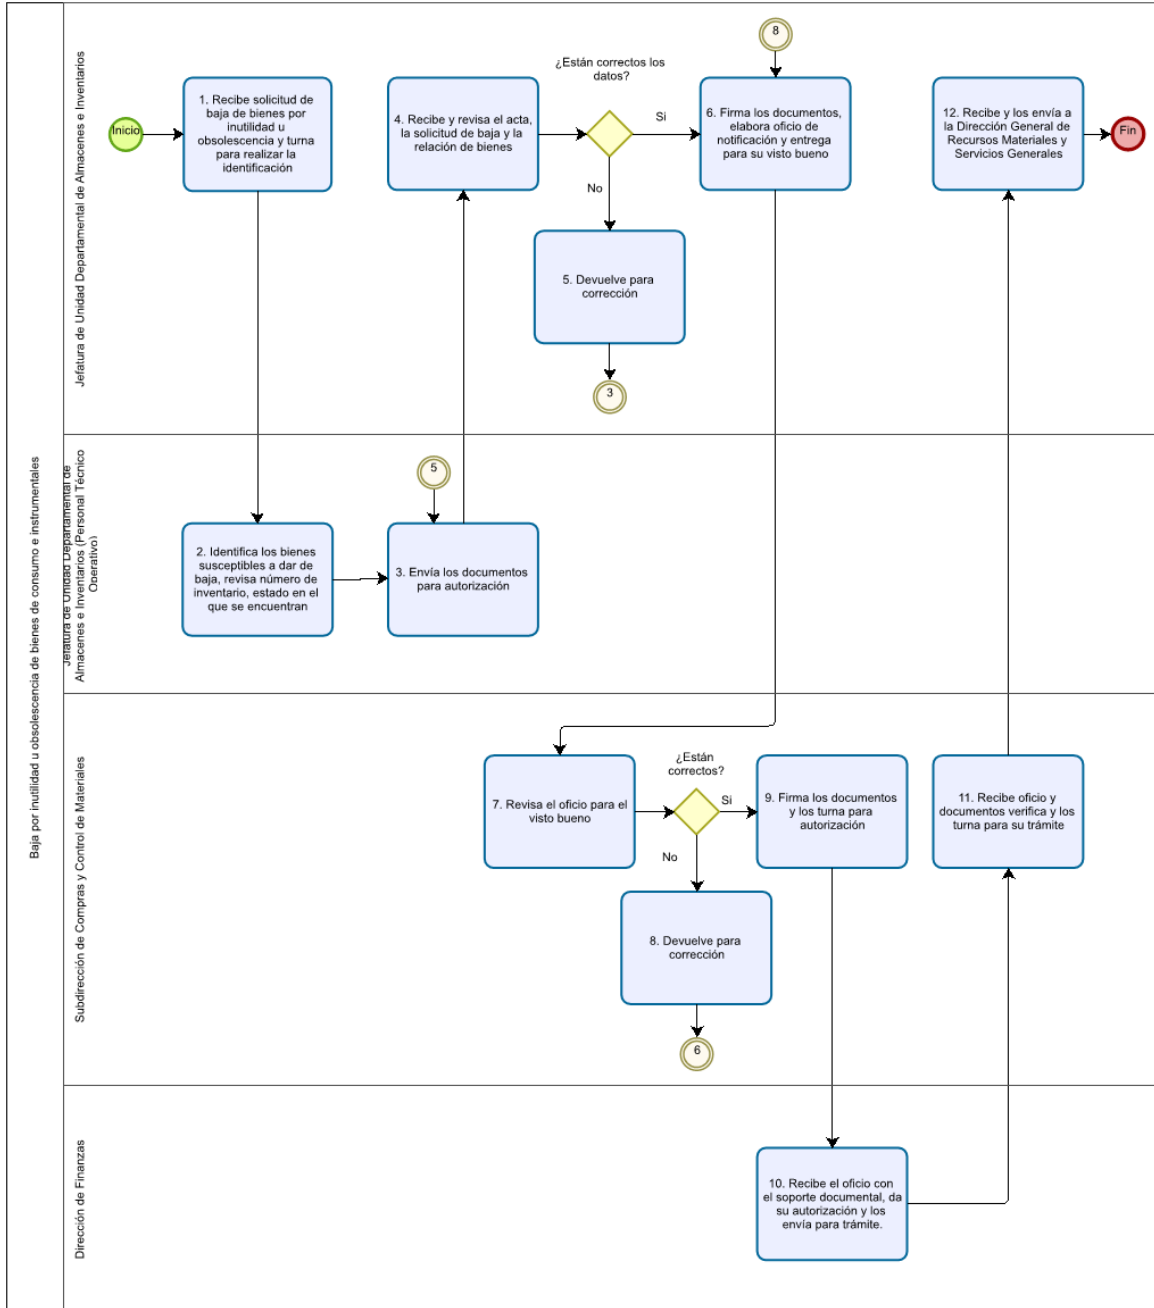 Baja por inutilidad u obsolescencia de bienes de consumo e instrumentales
Jefatura de Unidad Departamental de Almacenes e Inventarios
Inicio
1. Recibe solicitud de
baja de bienes por
inutilidad u
obsolescencia y turna
para realizar la
identificación
4. Recibe y revisa el acta,
la solicitud de baja y la
relación de bienes
¿Están correctos los
datos?
Si
No
5. Devuelve para
corrección
3
8
6. Firma los documentos,
elabora oficio de
notificación y entrega
para su visto bueno
12. Recibe y los envía a
la Dirección General de
Recursos Materiales y
Servicios Generales
Fin
Jefatura de Unidad Departamental de
Almacenes e Inventarios (Personal Técnico
Operativo)
2. Identifica los bienes
susceptibles a dar de
baja, revisa número de
inventario, estado en el
que se encuentran
5
3. Envía los documentos
para autorización
Subdirección de Compras y Control de Materiales
7. Revisa el oficio para el
visto bueno
¿Están
correctos?
Si
No
8. Devuelve para
corrección
6
9. Firma los documentos
y los turna para
autorización
11. Recibe oficio y
documentos verifica y los
turna para su trámite
Dirección de Finanzas
10. Recibe el oficio con
el soporte documental, da
su autorización y los
envía para trámite.